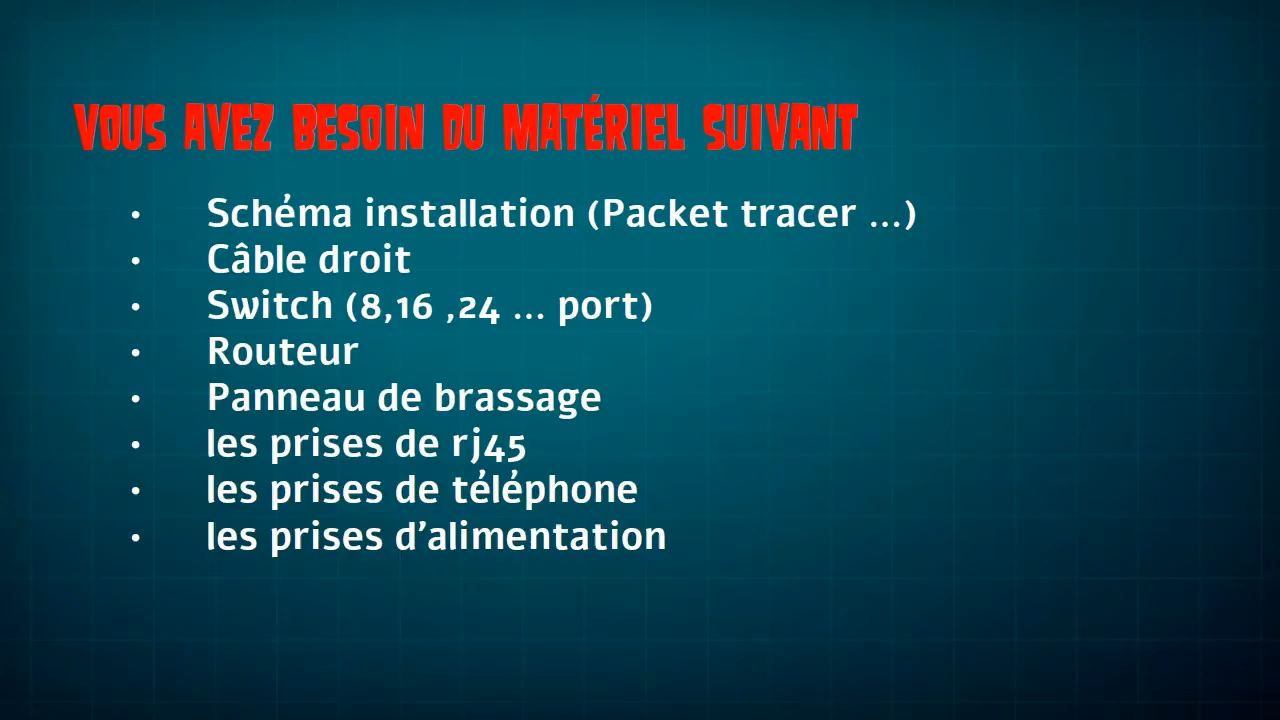 VOUS AVEZ BESOIN DU MATÉRIEL SUIVANT
• Schéma installation (Packet tracer ...)
• Câble droit
• Switch (8,16 ,24 ... port)
• Routeur
• Panneau de brassage
• les prises de rj45
• les prises de téléphone
• les prises d’alimentation